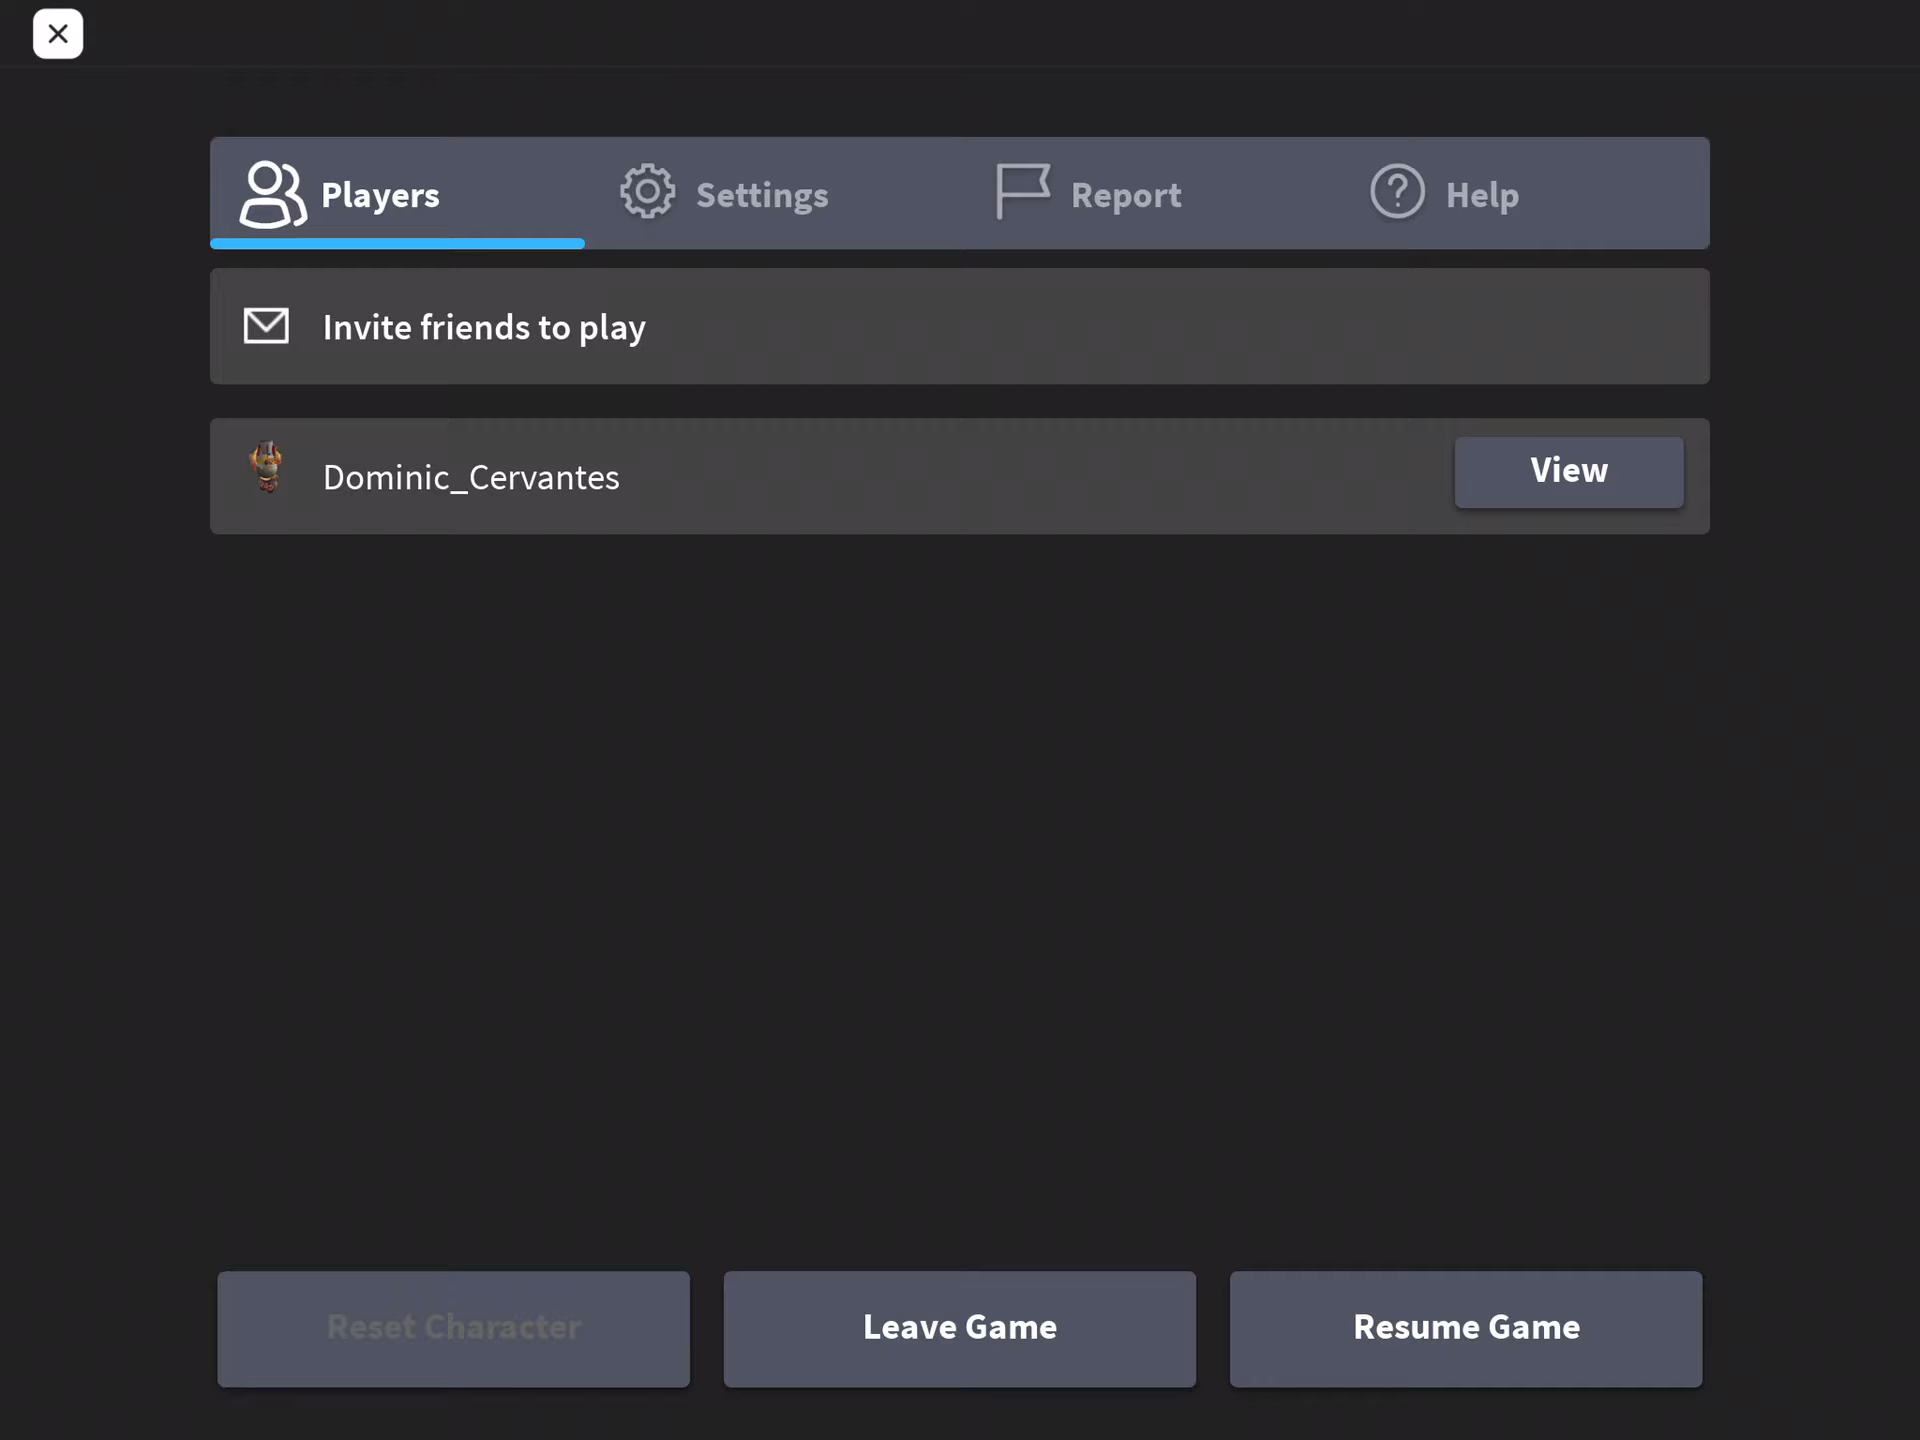 Players
Settings
Report
Help
Invite friends to play
Dominic_Cervantes
View
Reset Character
Leave Game
Resume Game